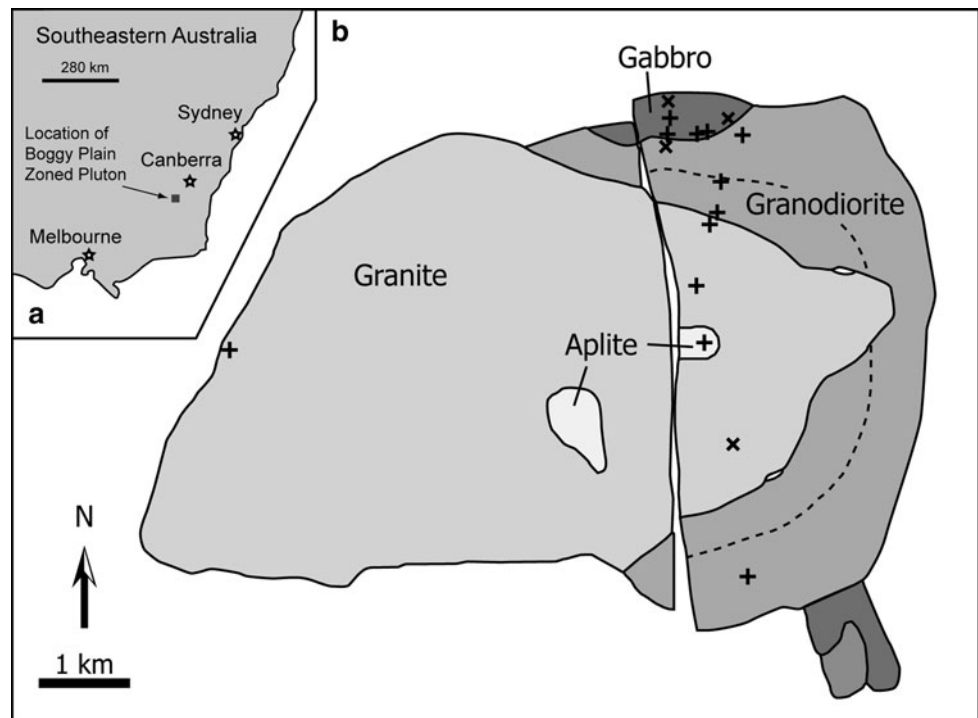 Southeastern Australia
280 km
Sydney
Location of
Boggy Plain
Zoned Pluton
Canberra
Melbourne
a
b
Gabbro
Granodiorite
Granite
Aplite
N
1 km